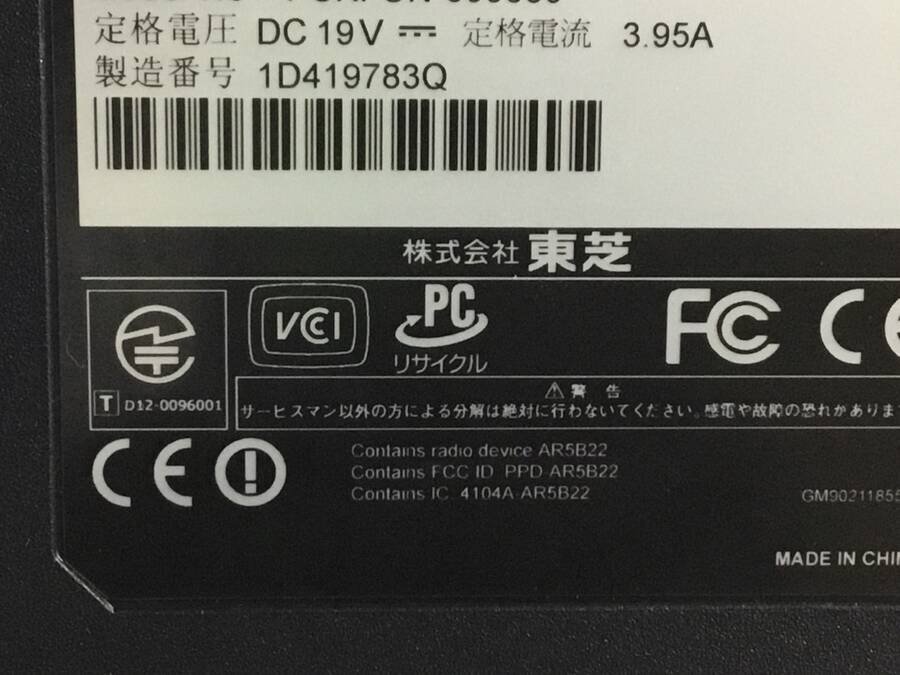 定格電圧 DC 19V ⎓ 定格電流 3.95A
製造番号 1D419783Q
株式会社 東芝
VCCI
PC
リサイクル
FC CE
T D12-0096001
⚠ 警 告
サービスマン以外の方による分解は絶対に行わないでください。感電や故障の恐れがありま
CE
Contains radio device AR5B22
Contains FCC ID PPD-AR5B22
Contains IC. 4104A-AR5B22
GM90211855
MADE IN CHI